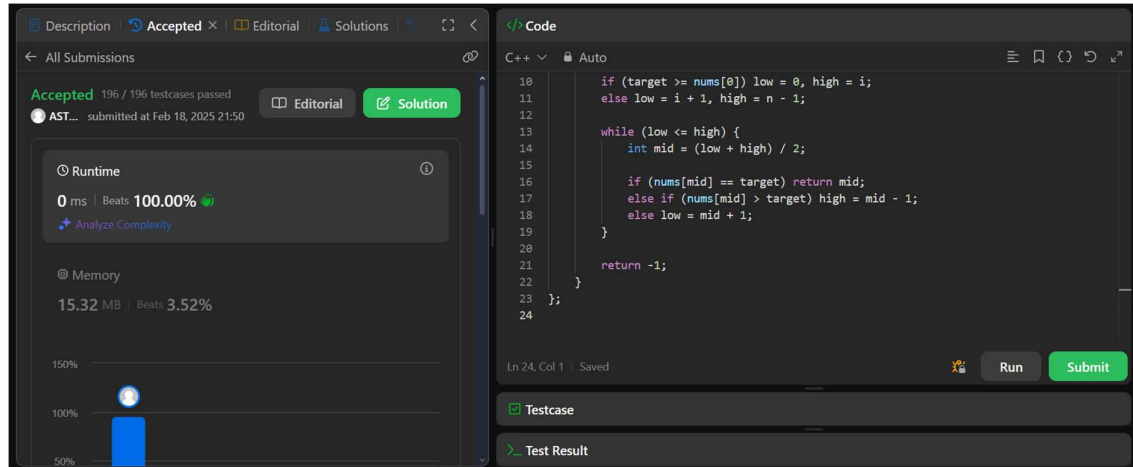 Description
Accepted
Editorial
Solutions
All Submissions
Accepted 196 / 196 testcases passed
AST... submitted at Feb 18, 2025 21:50
Editorial
Solution
Runtime
0 ms | Beats 100.00%
Analyze Complexity
Memory
15.32 MB | Beats 3.52%
150%
100%
50%
</> Code
C++ Auto
10 if (target >= nums[0]) low = 0, high = i;
11 else low = i + 1, high = n - 1;
12
13 while (low <= high) {
14 int mid = (low + high) / 2;
15
16 if (nums[mid] == target) return mid;
17 else if (nums[mid] > target) high = mid - 1;
18 else low = mid + 1;
19 }
20
21 return -1;
22 }
23 };
24
Ln 24, Col 1 | Saved
Run
Submit
Testcase
Test Result